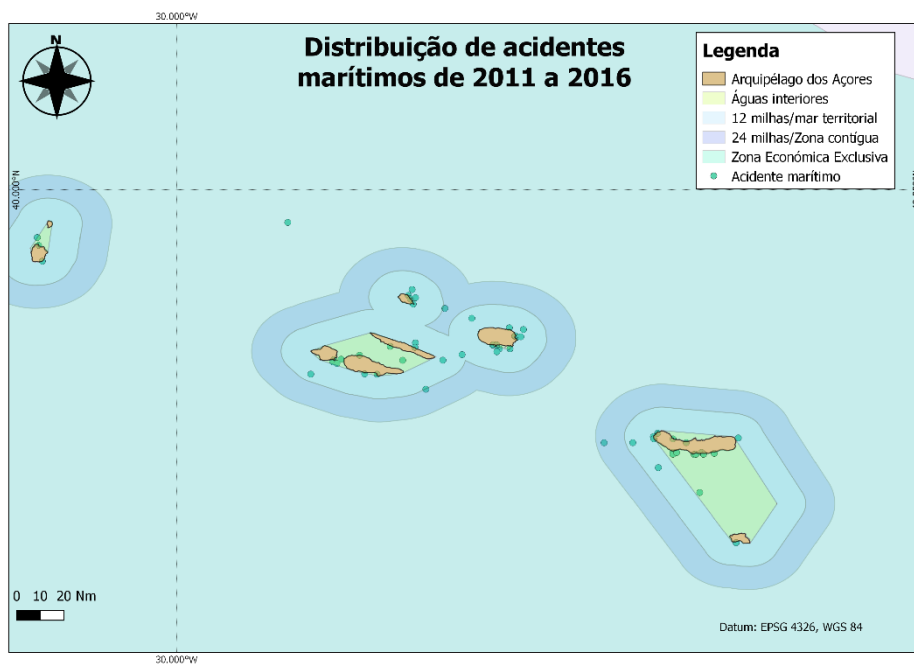 30.000°W
Distribuição de acidentes
marítimos de 2011 a 2016
N
Legenda
Arquipélago dos Açores
Águas interiores
12 milhas/mar territorial
24 milhas/Zona contígua
Zona Económica Exclusiva
Acidente marítimo
40.000°N
0 10 20 Nm
Datum: EPSG 4326, WGS 84
30.000°W